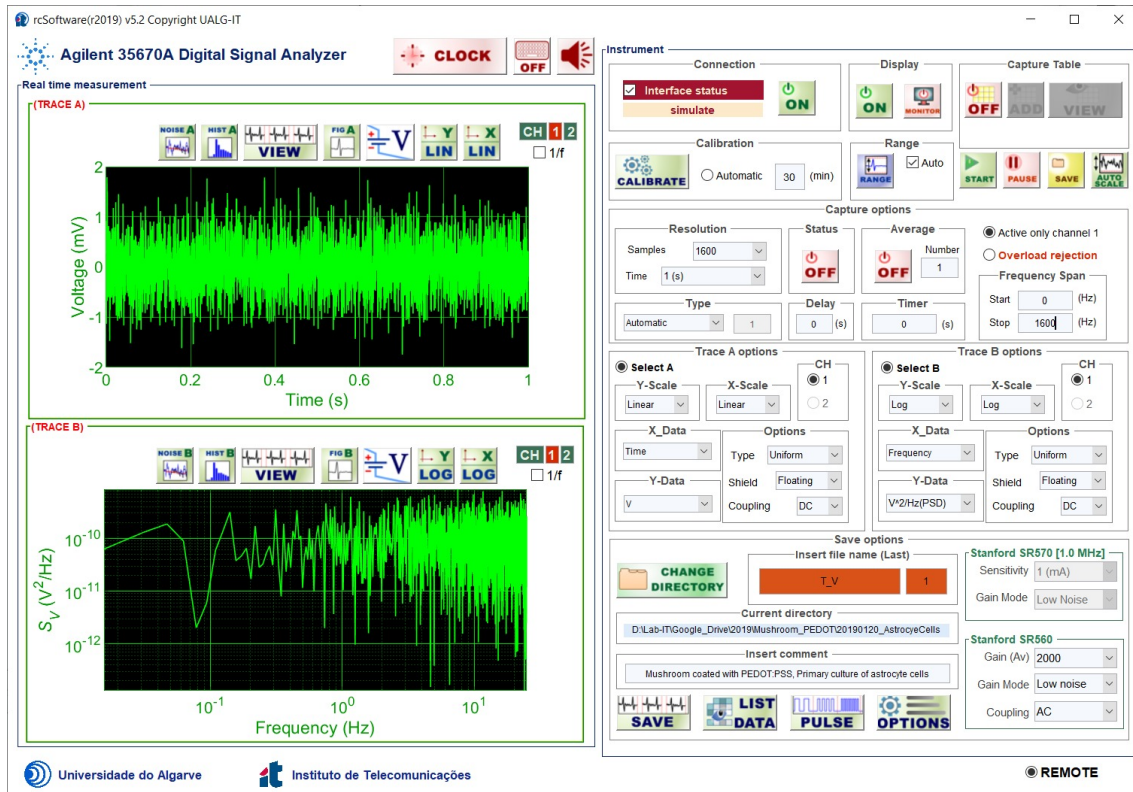 rcSoftware(r2019) v5.2 Copyright UALG-IT
Agilent 35670A Digital Signal Analyzer
CLOCK
OFF
Real time measurement
(TRACE A)
NOISE A
HIST A
VIEW
FIG A
V
Y
LIN
X
LIN
CH 1 2
1/f
2
1
0
-1
-2
Voltage (mV)
0 0.2 0.4 0.6 0.8 1
Time (s)
(TRACE B)
NOISE B
HIST B
VIEW
FIG B
V
Y
LOG
X
LOG
CH 1 2
1/f
10^-10
10^-11
10^-12
S_V (V^2/Hz)
10^-1 10^0 10^1
Frequency (Hz)
Universidade do Algarve
it Instituto de Telecomunicações
Instrument
Connection
Interface status
simulate
ON
Display
ON
MONITOR
Capture Table
OFF
ADD
VIEW
Calibration
CALIBRATE
Automatic 30 (min)
Range
RANGE
Auto
START
PAUSE
SAVE
AUTO
SCALE
Capture options
Resolution
Samples 1600
Time 1 (s)
Status
OFF
Average
OFF
Number
1
Active only channel 1
Overload rejection
Frequency Span
Start 0 (Hz)
Stop 1600 (Hz)
Type
Automatic 1
Delay
0 (s)
Timer
0 (s)
Trace A options
Select A
Y-Scale
Linear
X-Scale
Linear
CH
1
2
X_Data
Time
Y-Data
V
Options
Type Uniform
Shield Floating
Coupling DC
Trace B options
Select B
Y-Scale
Log
X-Scale
Log
CH
1
2
X_Data
Frequency
Y-Data
V^2/Hz(PSD)
Options
Type Uniform
Shield Floating
Coupling DC
Save options
CHANGE
DIRECTORY
Insert file name (Last)
T_V 1
Current directory
D:\Lab-IT\Google_Drive\2019\Mushroom_PEDOT\20190120_AstrocyeCells
Insert comment
Mushroom coated with PEDOT:PSS, Primary culture of astrocyte cells
SAVE
LIST
DATA
PULSE
OPTIONS
Stanford SR570 [1.0 MHz]
Sensitivity 1 (mA)
Gain Mode Low Noise
Stanford SR560
Gain (Av) 2000
Gain Mode Low noise
Coupling AC
REMOTE